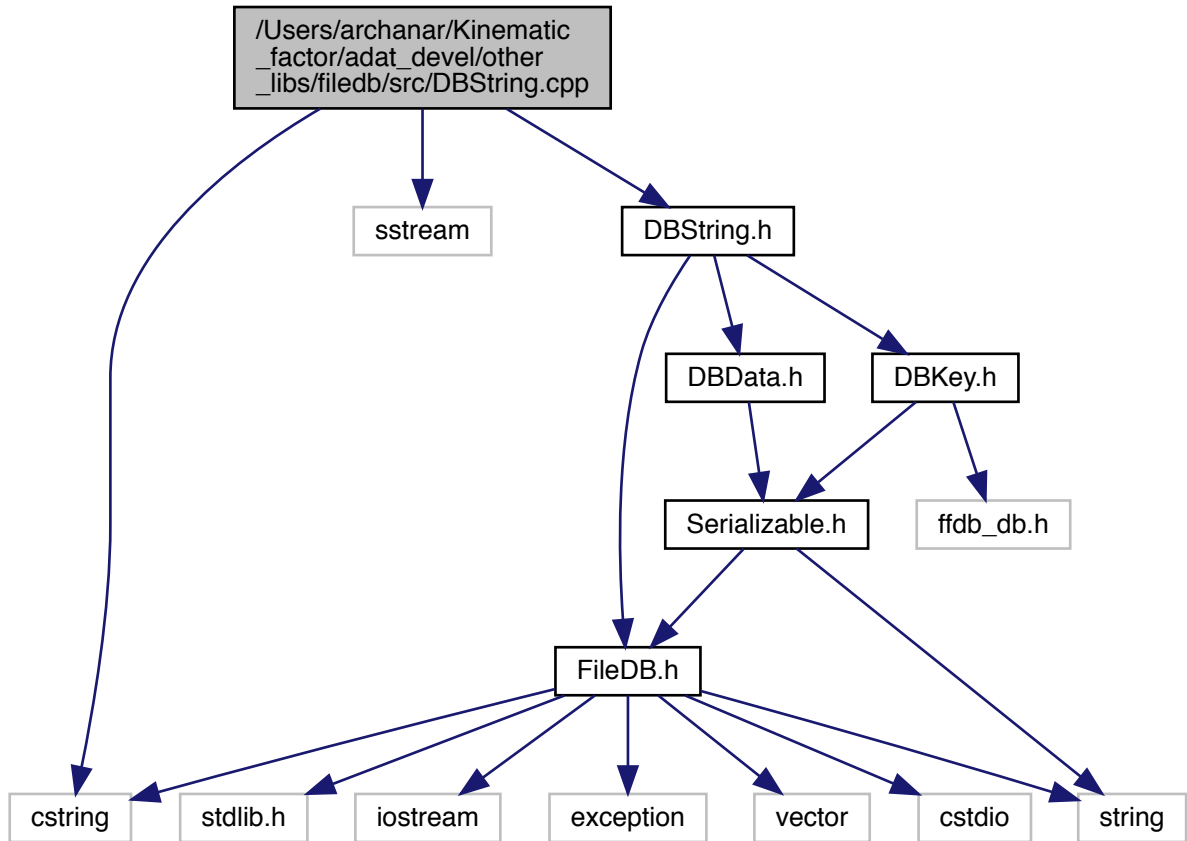 /Users/archanar/Kinematic
_factor/adat_devel/other
_libs/filedb/src/DBString.cpp
sstream
DBString.h
DBData.h
DBKey.h
Serializable.h
ffdb_db.h
FileDB.h
cstring
stdlib.h
iostream
exception
vector
cstdio
string